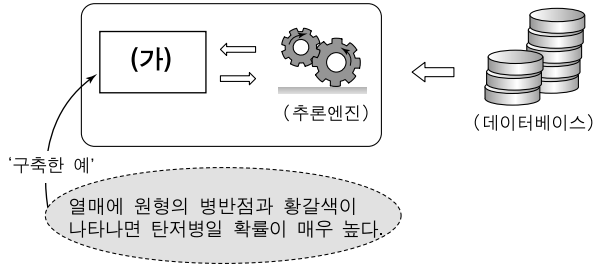 (가)
(추론엔진)
(데이터베이스)
'구축한 예'
열매에 원형의 병반점과 황갈색이
나타나면 탄저병일 확률이 매우 높다.